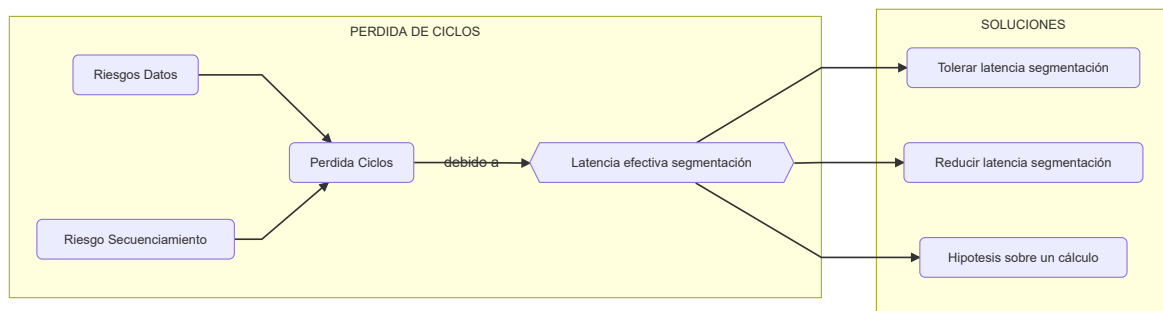 PERDIDA DE CICLOS
Riesgos Datos
Riesgo Secuenciamiento
Perdida Ciclos
debido a
Latencia efectiva segmentación
SOLUCIONES
Tolerar latencia segmentación
Reducir latencia segmentación
Hipotesis sobre un cálculo